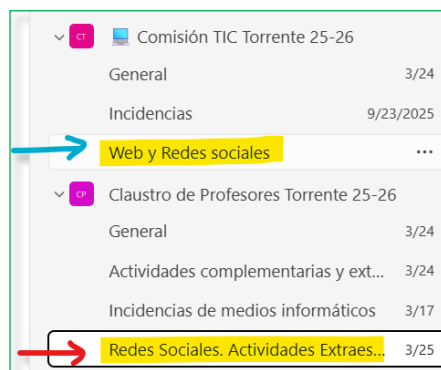 CT Comisión TIC Torrente 25-26
General 3/24
Incidencias 9/23/2025
Web y Redes sociales ...
CP Claustro de Profesores Torrente 25-26
General 3/24
Actividades complementarias y ext... 3/24
Incidencias de medios informáticos 3/17
Redes Sociales. Actividades Extraes... 3/25